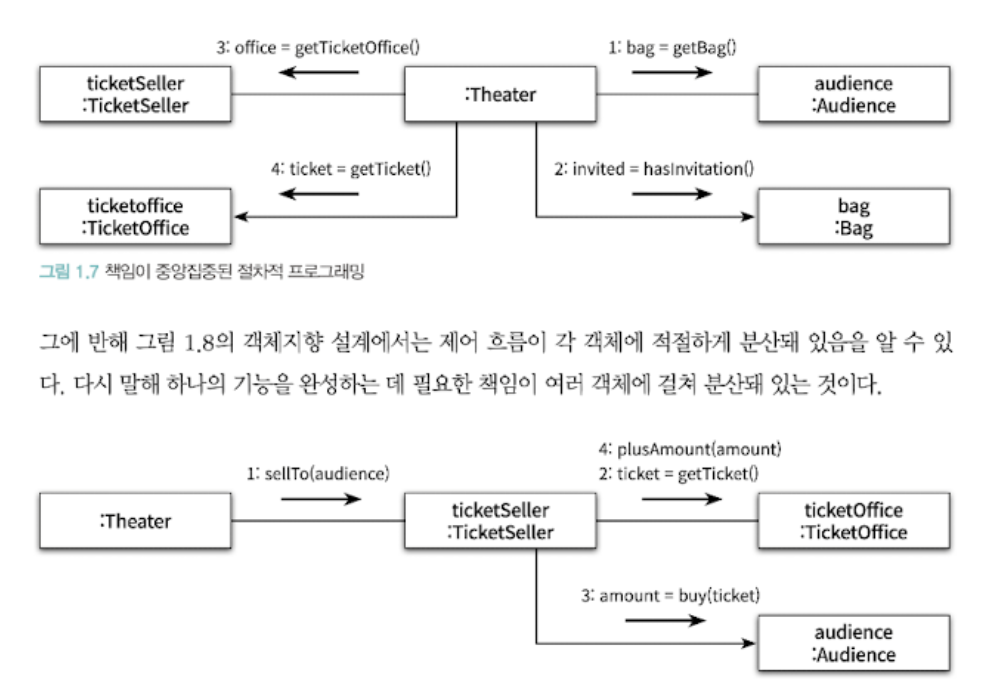 3: office = getTicketOffice()
1: bag = getBag()
ticketSeller
:TicketSeller
:Theater
audience
:Audience
4: ticket = getTicket()
2: invited = hasInvitation()
ticketoffice
:TicketOffice
bag
:Bag
그림 1.7 책임이 중앙집중된 절차적 프로그래밍
그에 반해 그림 1.8의 객체지향 설계에서는 제어 흐름이 각 객체에 적절하게 분산돼 있음을 알 수 있
다. 다시 말해 하나의 기능을 완성하는 데 필요한 책임이 여러 객체에 걸쳐 분산돼 있는 것이다.
4: plusAmount(amount)
1: sellTo(audience)
2: ticket = getTicket()
:Theater
ticketSeller
:TicketSeller
ticketOffice
:TicketOffice
3: amount = buy(ticket)
audience
:Audience